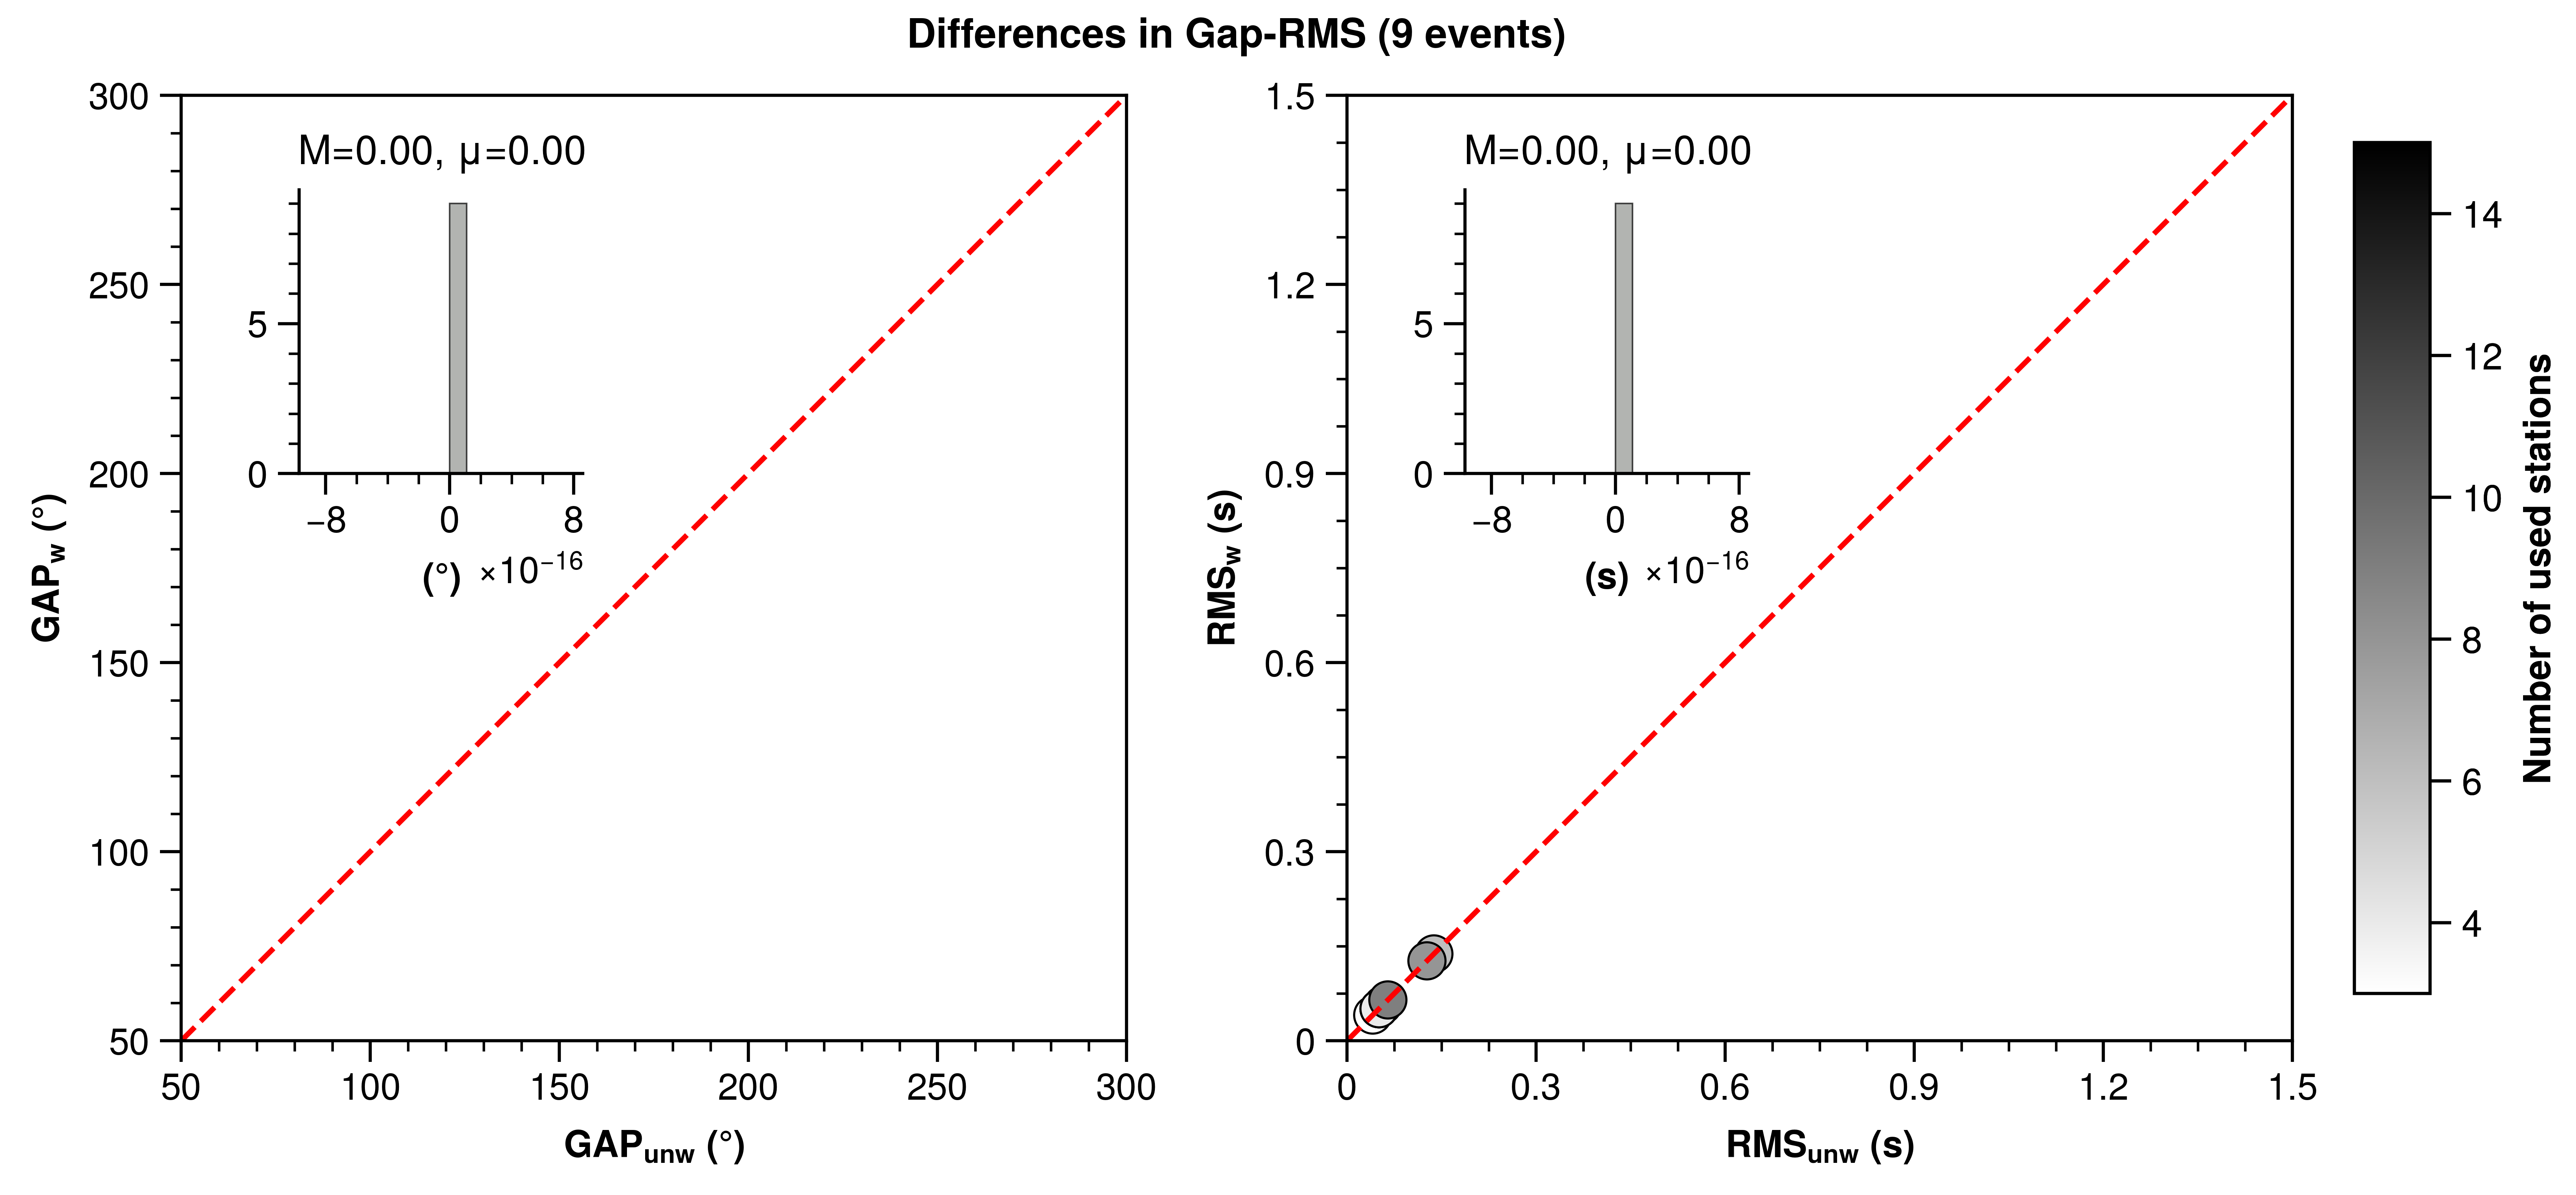 Differences in Gap-RMS (9 events)
300
250
200
150
100
50
GAPw (°)
M=0.00, µ=0.00
5
0
−8 0 8
(°) ×10−16
50 100 150 200 250 300
GAPunw (°)
1.5
1.2
0.9
0.6
0.3
0
RMSw (s)
M=0.00, µ=0.00
5
0
−8 0 8
(s) ×10−16
0 0.3 0.6 0.9 1.2 1.5
RMSunw (s)
14
12
10
8
6
4
Number of used stations